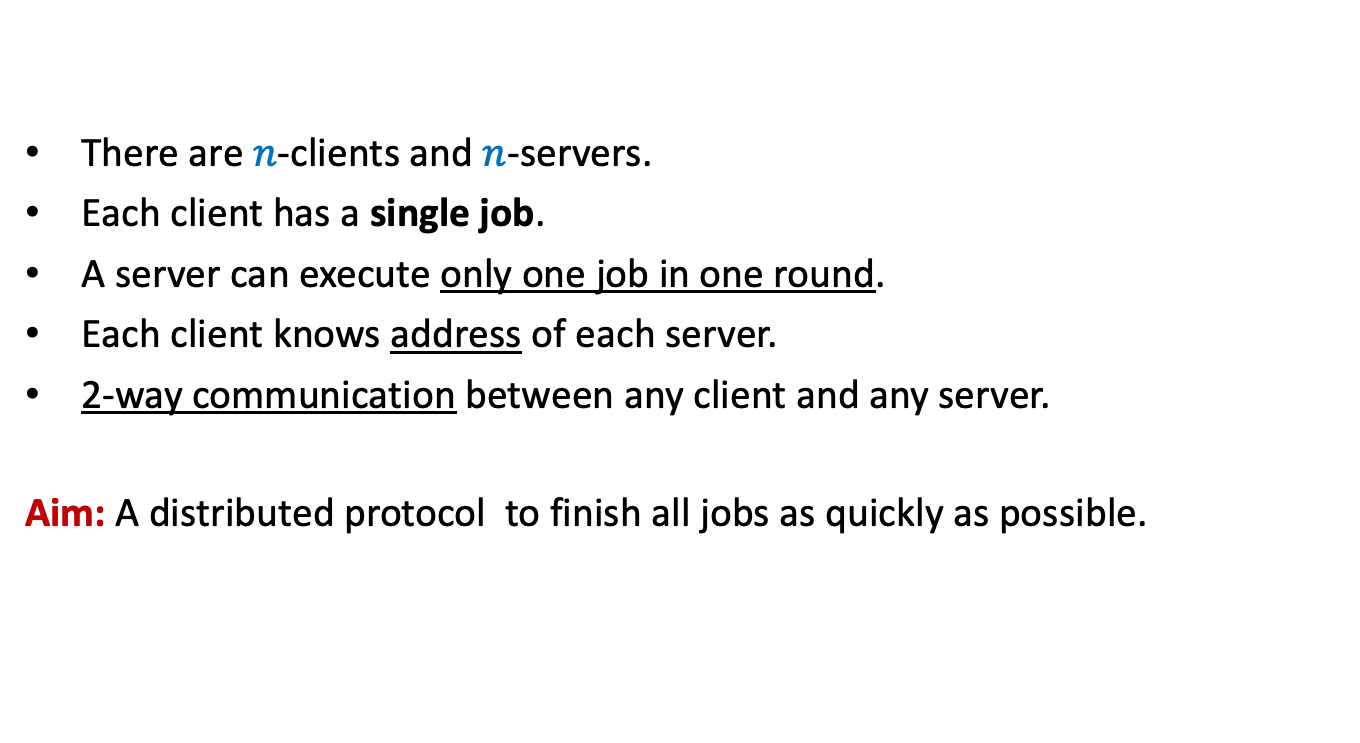 • There are n-clients and n-servers.
• Each client has a single job.
• A server can execute only one job in one round.
• Each client knows address of each server.
• 2-way communication between any client and any server.
Aim: A distributed protocol to finish all jobs as quickly as possible.